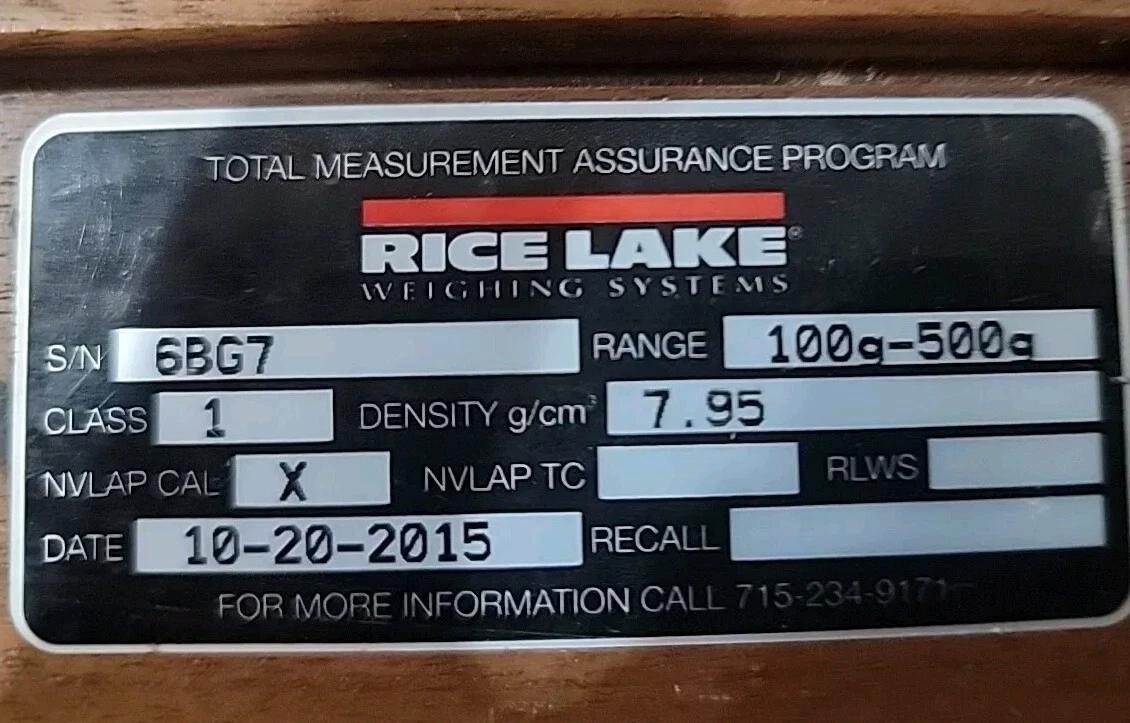 TOTAL MEASUREMENT ASSURANCE PROGRAM
RICE LAKE®
WEIGHING SYSTEMS
S/N 6BG7 RANGE 100g-500g
CLASS 1 DENSITY g/cm³ 7.95
NVLAP CAL X NVLAP TC RLWS
DATE 10-20-2015 RECALL
FOR MORE INFORMATION CALL 715-234-9171